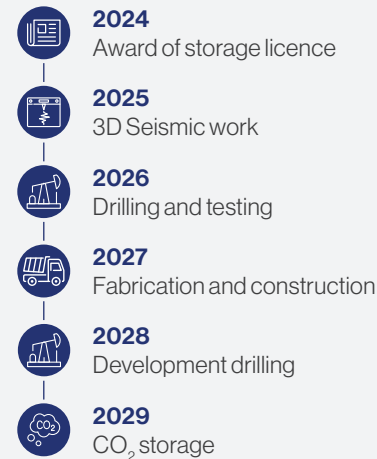 2024
Award of storage licence
2025
3D Seismic work
2026
Drilling and testing
2027
Fabrication and construction
2028
Development drilling
CO₂
2029
CO₂ storage